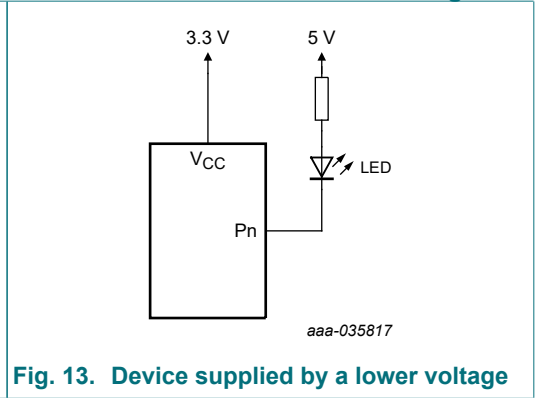 3.3 V 5 V
VCC
LED
Pn
aaa-035817
Fig. 13. Device supplied by a lower voltage